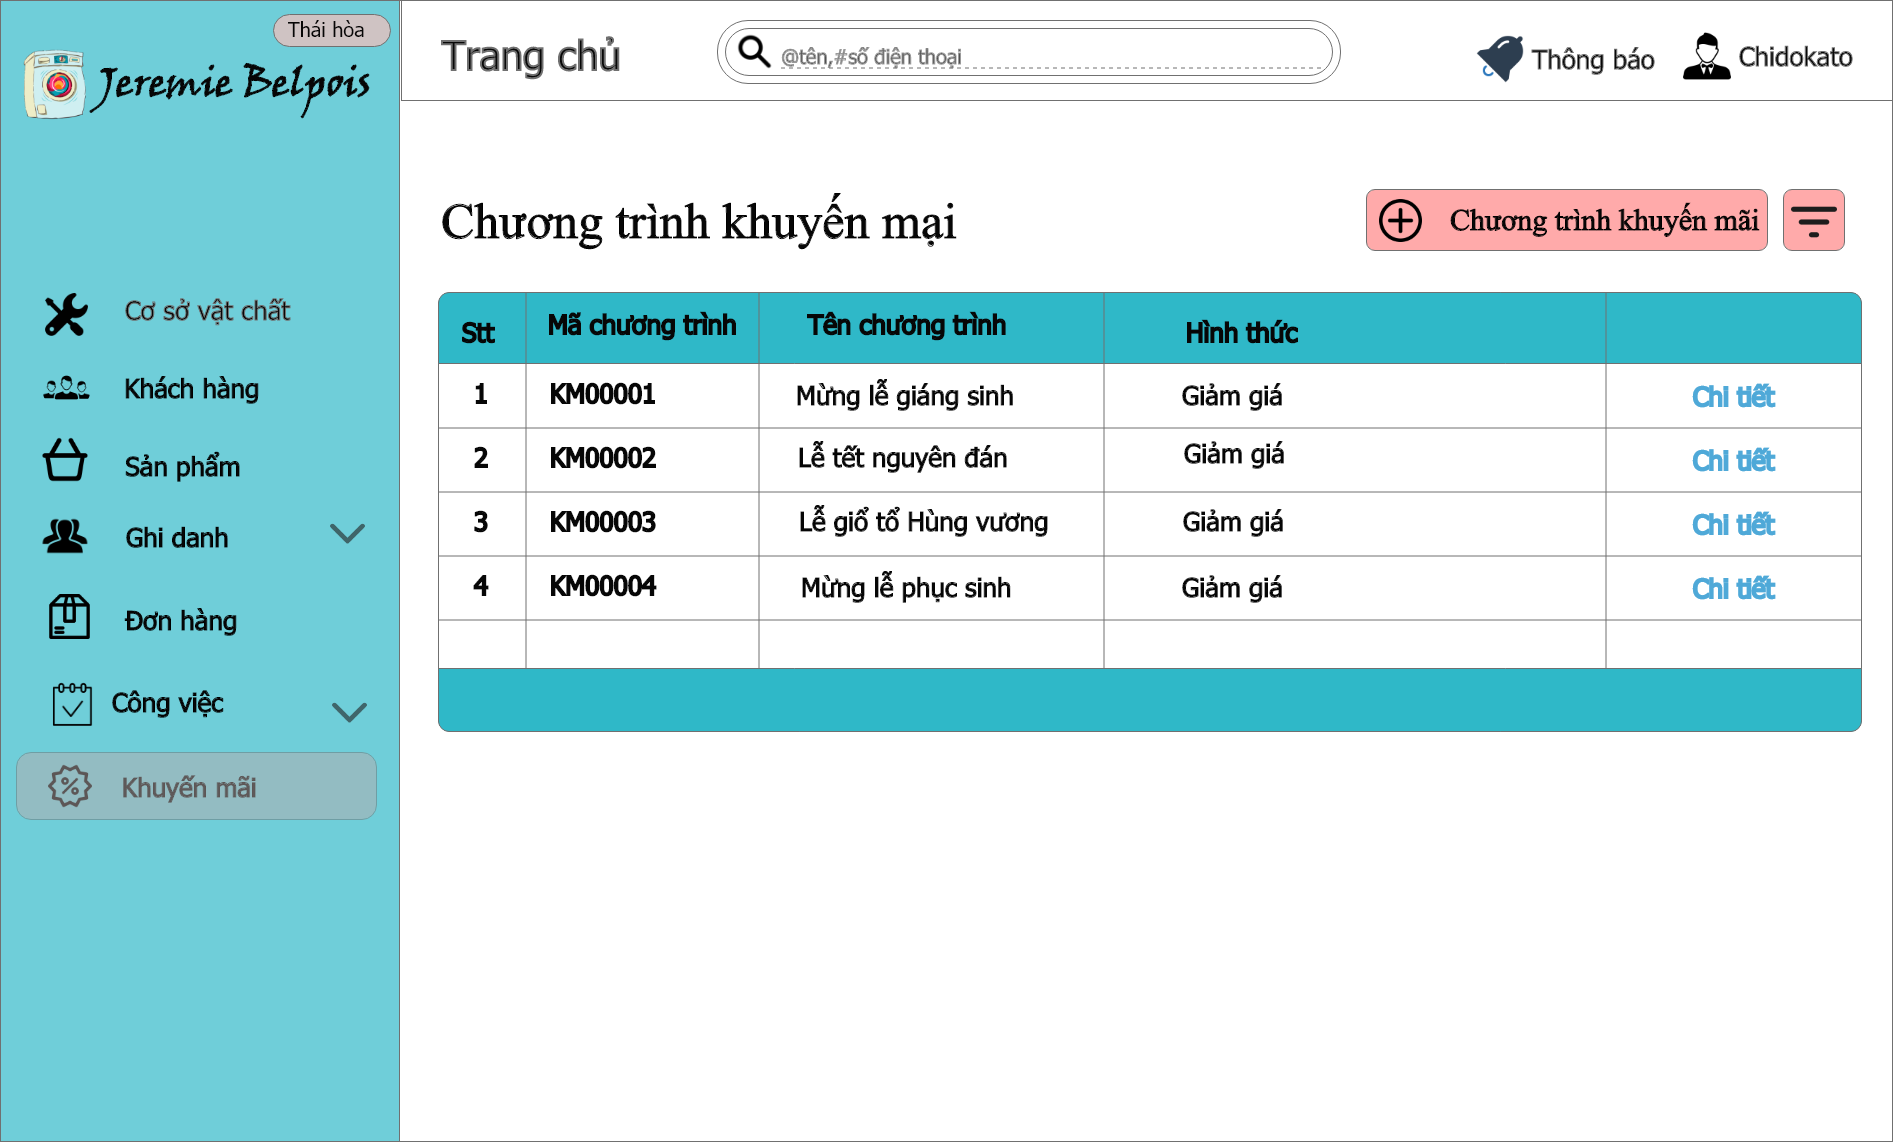 Thái hòa
Jeremie Belpois
Trang chủ
@tên,#số điện thoại
Thông báo
Chidokato
Cơ sở vật chất
Khách hàng
Sản phẩm
Ghi danh
Đơn hàng
Công việc
Khuyến mãi
Chương trình khuyến mại
Chương trình khuyến mãi
Stt Mã chương trình Tên chương trình Hình thức
1 KM00001 Mừng lễ giáng sinh Giảm giá Chi tiết
2 KM00002 Lễ tết nguyên đán Giảm giá Chi tiết
3 KM00003 Lễ giổ tổ Hùng vương Giảm giá Chi tiết
4 KM00004 Mừng lễ phục sinh Giảm giá Chi tiết